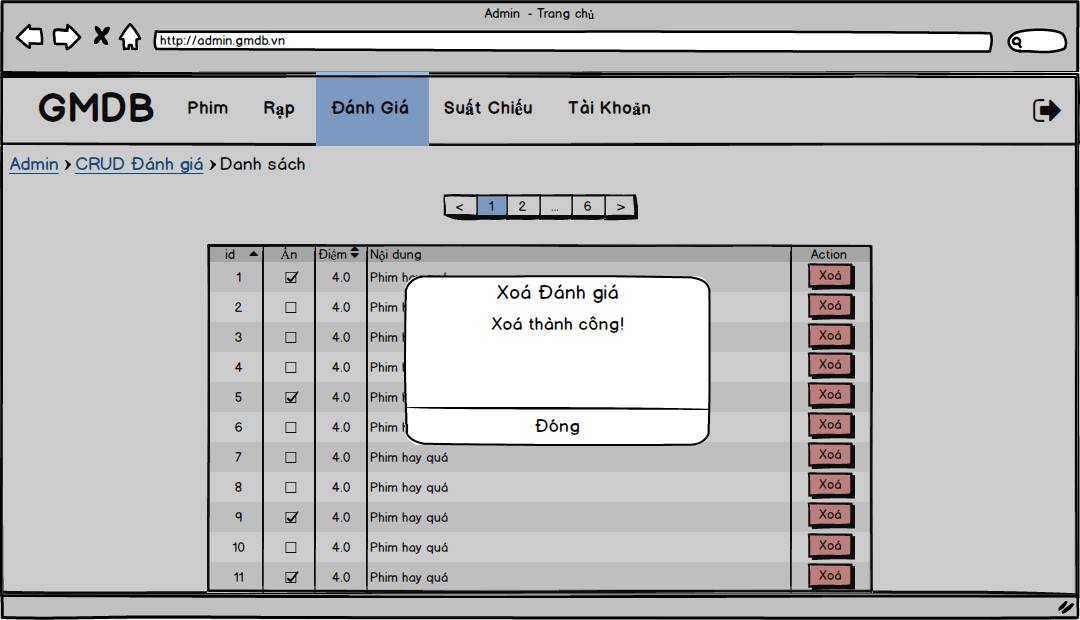 Admin - Trang chủ
http://admin.gmdb.vn
GMDB Phim Rạp Đánh Giá Suất Chiếu Tài Khoản
Admin > CRUD Đánh giá > Danh sách
< 1 2 ... 6 >
id Ẩn Điểm Nội dung Action
1 4.0 Phim hay quá Xoá
Xoá Đánh giá
2 4.0 Phim Xoá
Xoá thành công!
3 4.0 Phim Xoá
4 4.0 Phim Xoá
5 4.0 Phim Xoá
6 4.0 Phim Xoá
Đóng
7 4.0 Phim hay quá Xoá
8 4.0 Phim hay quá Xoá
9 4.0 Phim hay quá Xoá
10 4.0 Phim hay quá Xoá
11 4.0 Phim hay quá Xoá